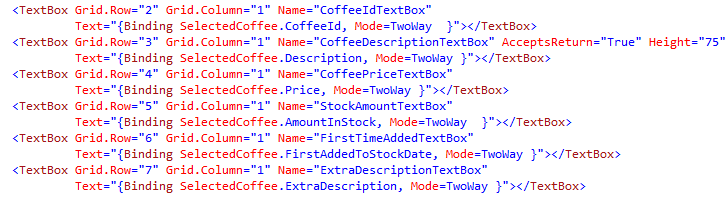 <TextBox Grid.Row="2" Grid.Column="1" Name="CoffeeIdTextBox"
Text="{Binding SelectedCoffee.CoffeeId, Mode=TwoWay  }"></TextBox>
<TextBox Grid.Row="3" Grid.Column="1" Name="CoffeeDescriptionTextBox" AcceptsReturn="True" Height="75"
Text="{Binding SelectedCoffee.Description, Mode=TwoWay }"></TextBox>
<TextBox Grid.Row="4" Grid.Column="1" Name="CoffeePriceTextBox"
Text="{Binding SelectedCoffee.Price, Mode=TwoWay }"></TextBox>
<TextBox Grid.Row="5" Grid.Column="1" Name="StockAmountTextBox"
Text="{Binding SelectedCoffee.AmountInStock, Mode=TwoWay  }"></TextBox>
<TextBox Grid.Row="6" Grid.Column="1" Name="FirstTimeAddedTextBox"
Text="{Binding SelectedCoffee.FirstAddedToStockDate, Mode=TwoWay }"></TextBox>
<TextBox Grid.Row="7" Grid.Column="1" Name="ExtraDescriptionTextBox"
Text="{Binding SelectedCoffee.ExtraDescription, Mode=TwoWay }"></TextBox>